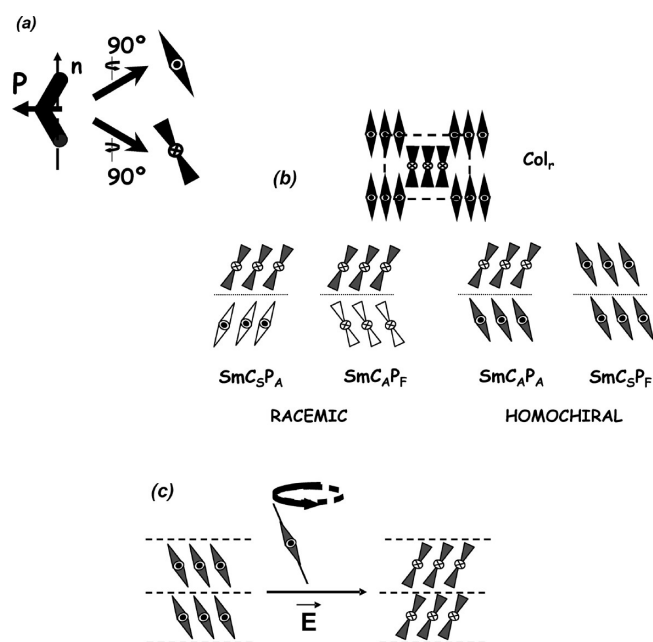 (a)
90°
n
P
90°
(b)
Colr
SmCSPA
SmCAPF
SmCAPA
SmCSPF
RACEMIC
HOMOCHIRAL
(c)
E